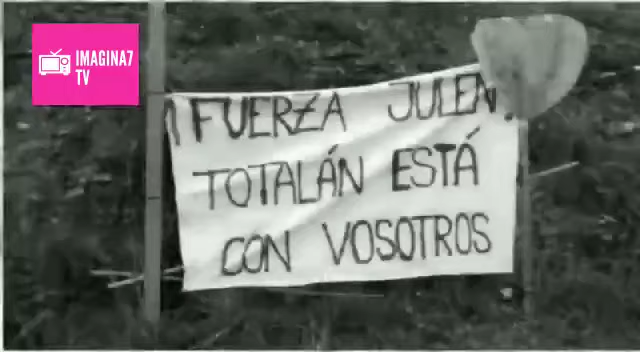 IMAGINA7
TV
¡FUERZA JULEN!
TOTALÁN ESTÁ
CON VOSOTROS